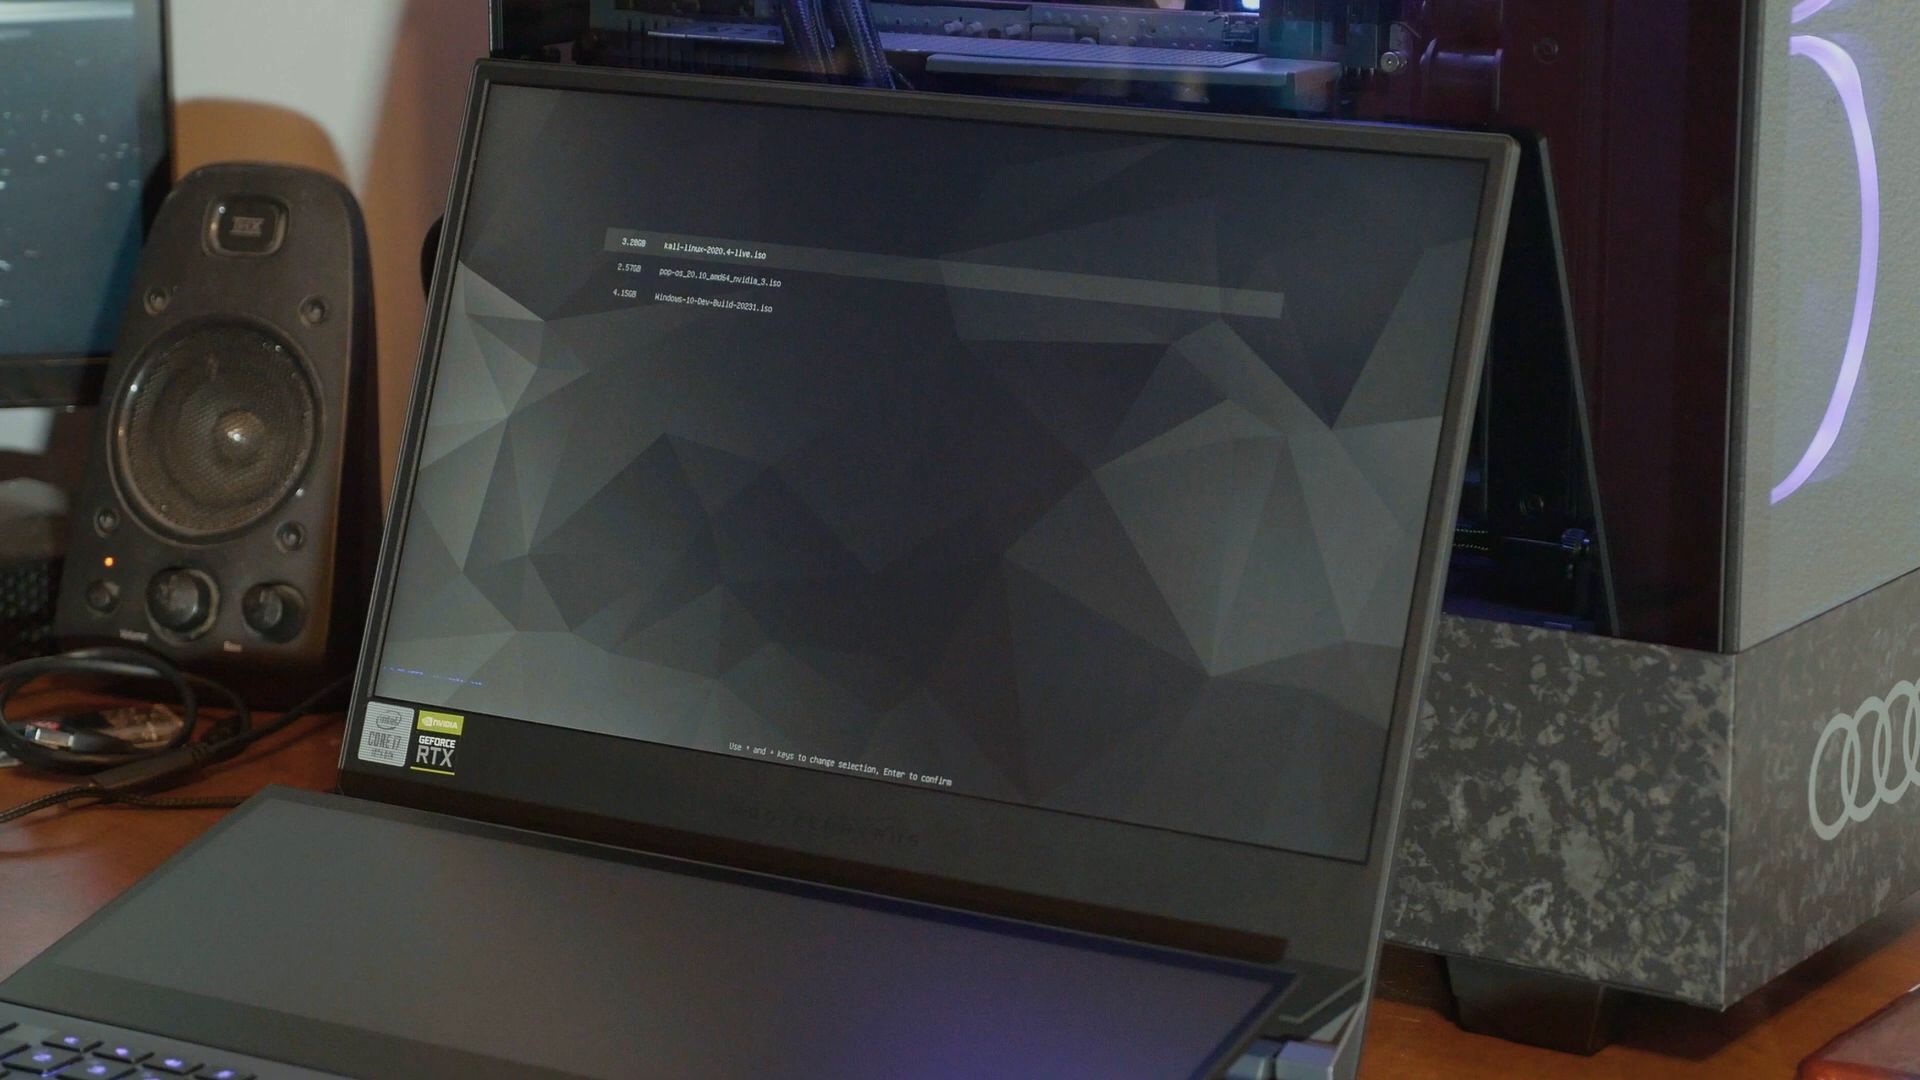 3.28GB kali-linux-2020.4-live.iso
2.57GB pop-os_20.10_amd64_nvidia_3.iso
4.15GB Windows-10-Dev-Build-20231.iso
intel
CORE i7
NVIDIA
GEFORCE
RTX
Use ↑ and ↓ keys to change selection, Enter to confirm
THX